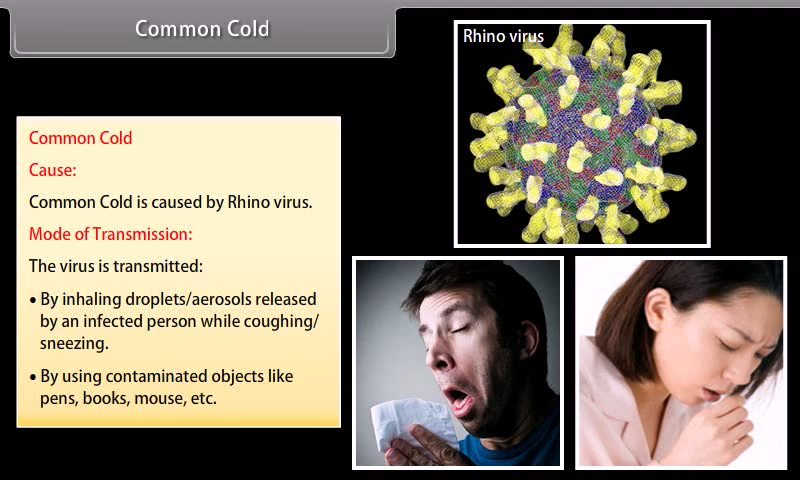 Common Cold
Rhino virus
Common Cold
Cause:
Common Cold is caused by Rhino virus.
Mode of Transmission:
The virus is transmitted:
• By inhaling droplets/aerosols released
by an infected person while coughing/
sneezing.
• By using contaminated objects like
pens, books, mouse, etc.